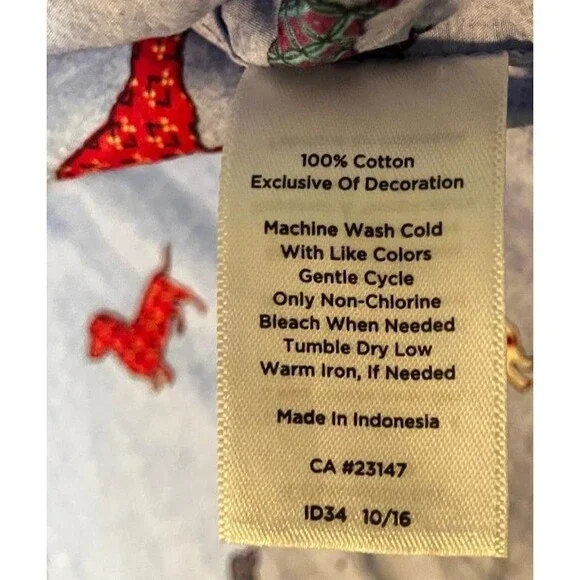 100% Cotton
Exclusive Of Decoration
Machine Wash Cold
With Like Colors
Gentle Cycle
Only Non-Chlorine
Bleach When Needed
Tumble Dry Low
Warm Iron, If Needed
Made In Indonesia
CA #23147
ID34 10/16